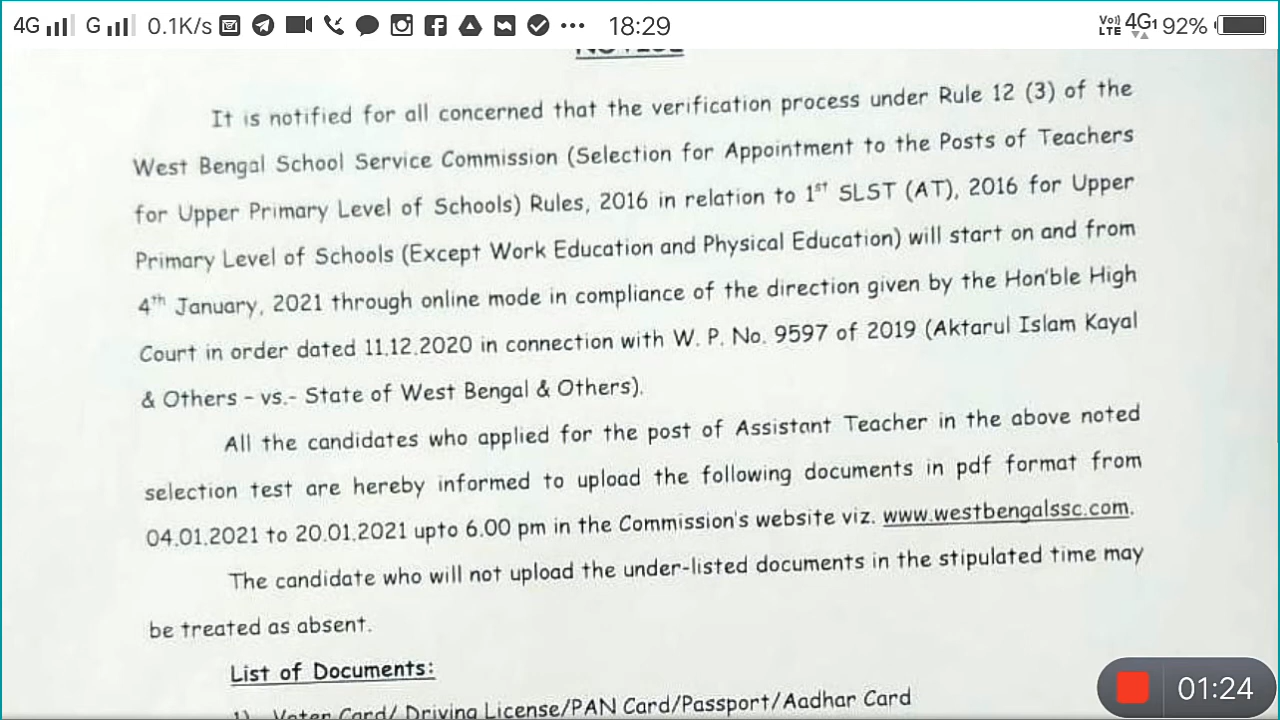 4G G 0.1K/s 18:29 Vo)) LTE 4G1 92%
NOTICE
It is notified for all concerned that the verification process under Rule 12 (3) of the
West Bengal School Service Commission (Selection for Appointment to the Posts of Teachers
for Upper Primary Level of Schools) Rules, 2016 in relation to 1st SLST (AT), 2016 for Upper
Primary Level of Schools (Except Work Education and Physical Education) will start on and from
4th January, 2021 through online mode in compliance of the direction given by the Hon'ble High
Court in order dated 11.12.2020 in connection with W. P. No. 9597 of 2019 (Aktarul Islam Kayal
& Others - vs.- State of West Bengal & Others).
All the candidates who applied for the post of Assistant Teacher in the above noted
selection test are hereby informed to upload the following documents in pdf format from
04.01.2021 to 20.01.2021 upto 6.00 pm in the Commission's website viz. www.westbengalssc.com.
The candidate who will not upload the under-listed documents in the stipulated time may
be treated as absent.
List of Documents:
1) Voter Card/ Driving License/PAN Card/Passport/Aadhar Card
01:24